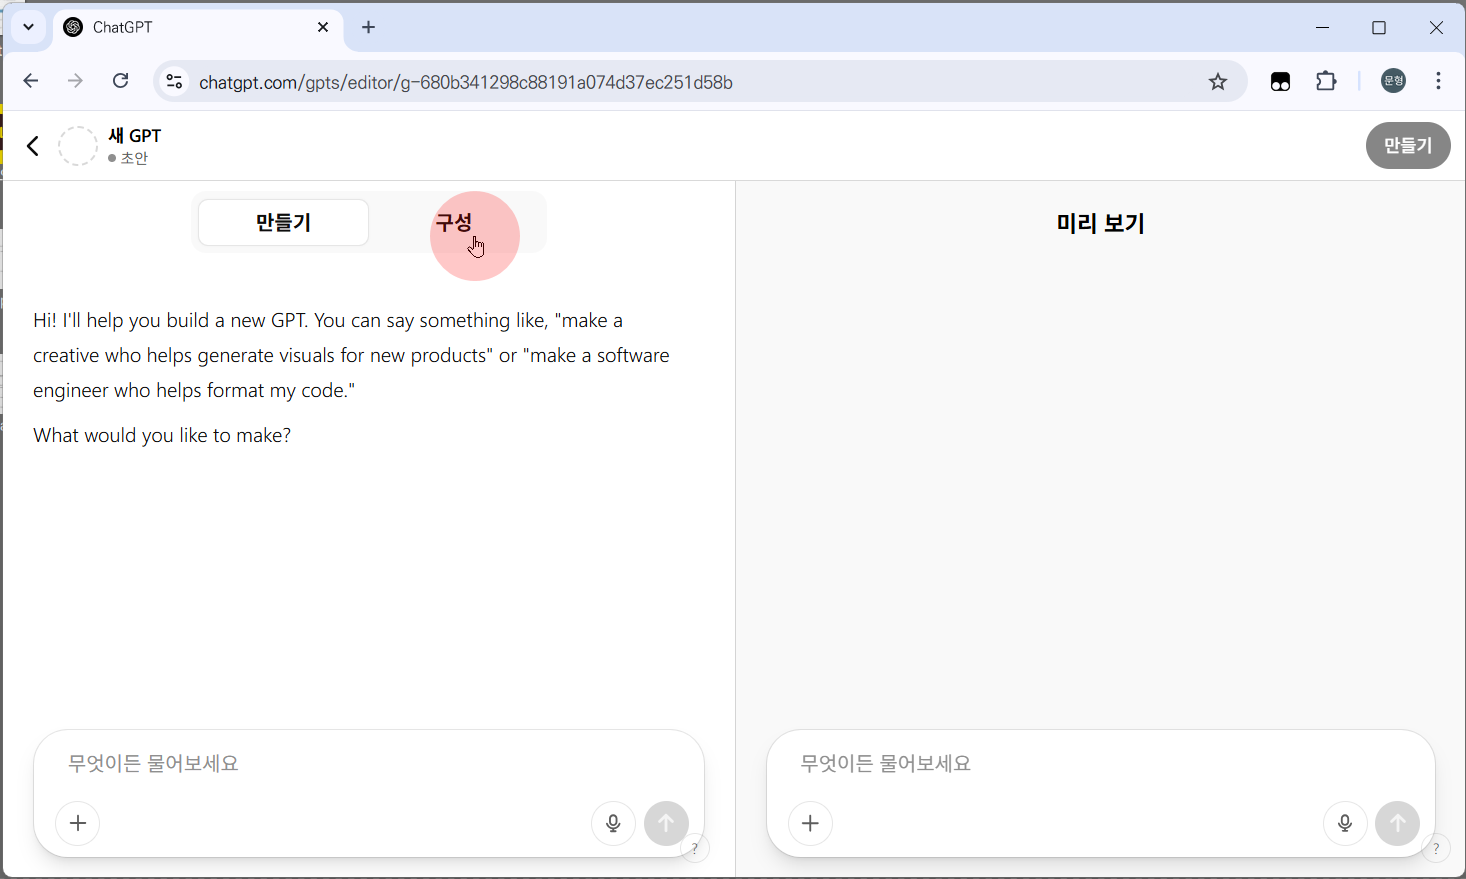 ChatGPT
chatgpt.com/gpts/editor/g-680b341298c88191a074d37ec251d58b
문형
새 GPT
초안
만들기
만들기
구성
미리 보기
Hi! I'll help you build a new GPT. You can say something like, "make a
creative who helps generate visuals for new products" or "make a software
engineer who helps format my code."
What would you like to make?
무엇이든 물어보세요
?
무엇이든 물어보세요
?